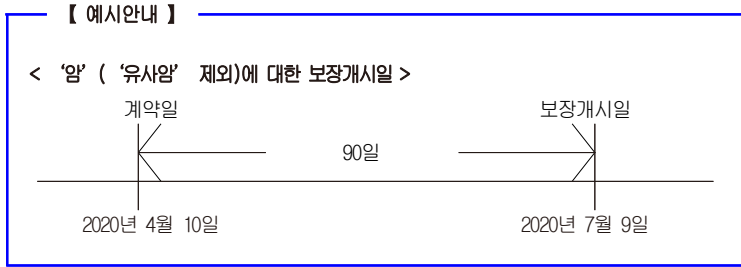 【 예시안내 】
< ‘암’ ( ‘유사암’ 제외)에 대한 보장개시일 >
계약일 보장개시일
90일
2020년 4월 10일 2020년 7월 9일